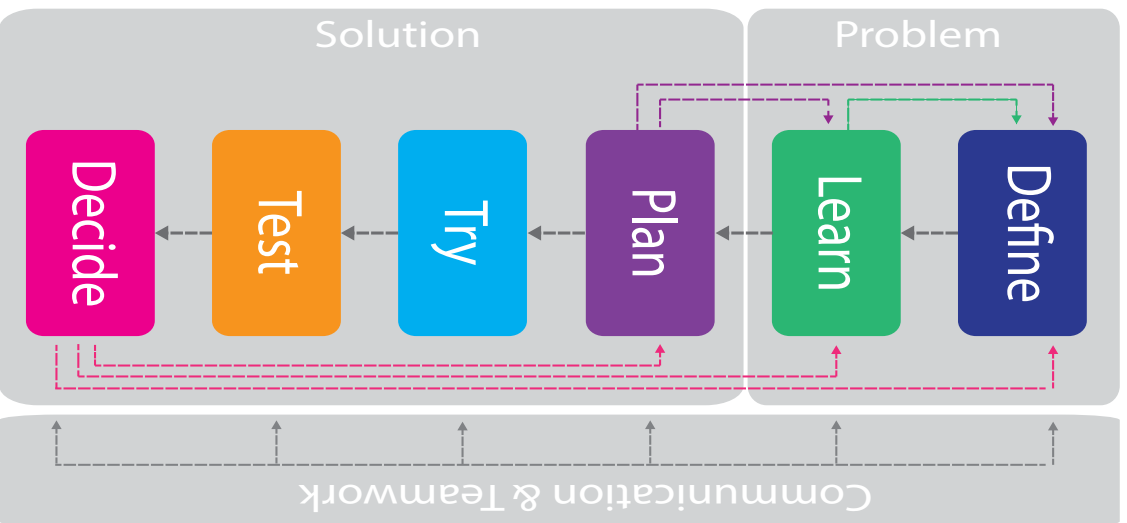 Solution
Problem
Decide
Test
Try
Plan
Learn
Define
Communication & Teamwork